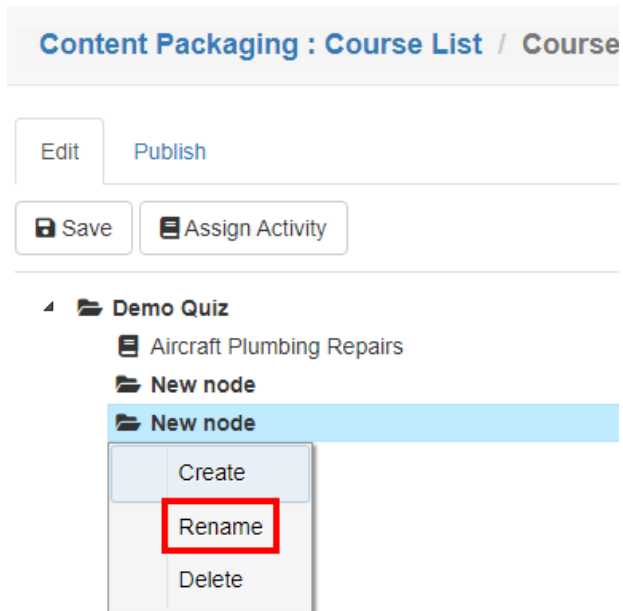 Content Packaging : Course List / Course
Edit Publish
Save Assign Activity
Demo Quiz
Aircraft Plumbing Repairs
New node
New node
Create
Rename
Delete